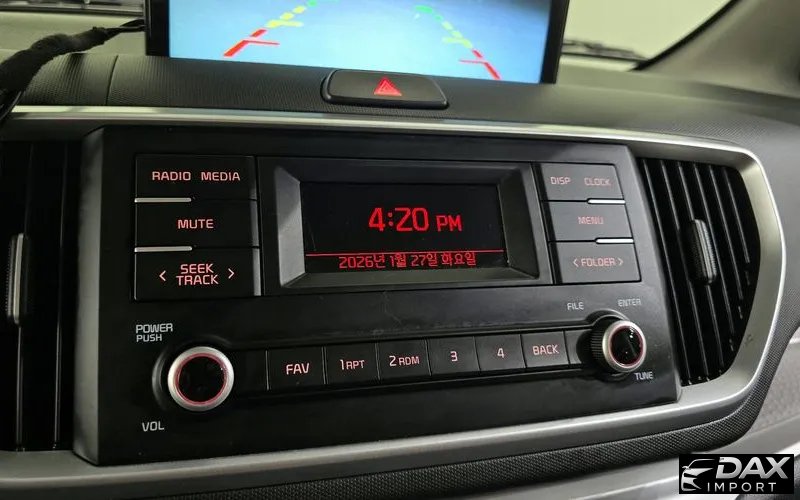 RADIO MEDIA
MUTE
< SEEK >
TRACK
4:20 PM
2026년 1월 27일 화요일
DISP CLOCK
MENU
< FOLDER >
POWER
PUSH
VOL
FAV
1 RPT
2 RDM
3
4
BACK
FILE
ENTER
TUNE
DAX
IMPORT